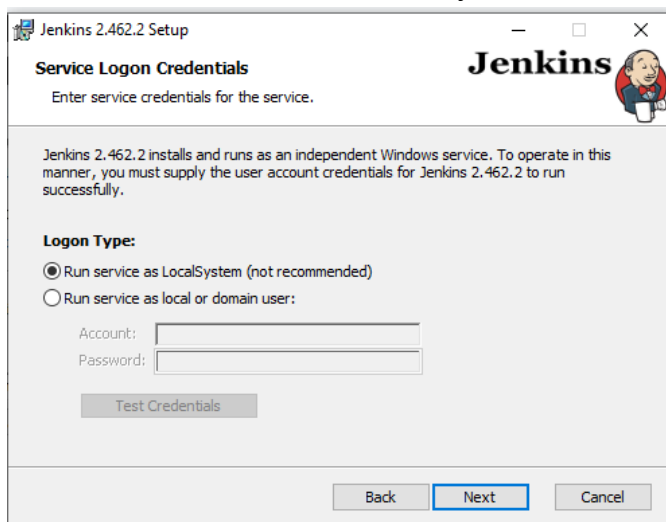 Jenkins 2.462.2 Setup
Service Logon Credentials
Jenkins
Enter service credentials for the service.
Jenkins 2.462.2 installs and runs as an independent Windows service. To operate in this
manner, you must supply the user account credentials for Jenkins 2.462.2 to run
successfully.
Logon Type:
Run service as LocalSystem (not recommended)
Run service as local or domain user:
Account:
Password:
Test Credentials
Back Next Cancel